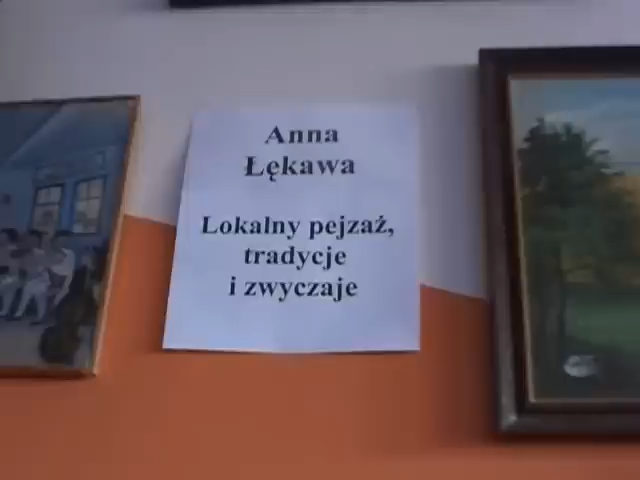 Anna
Łękawa
Lokalny pejzaż,
tradycje
i zwyczaje